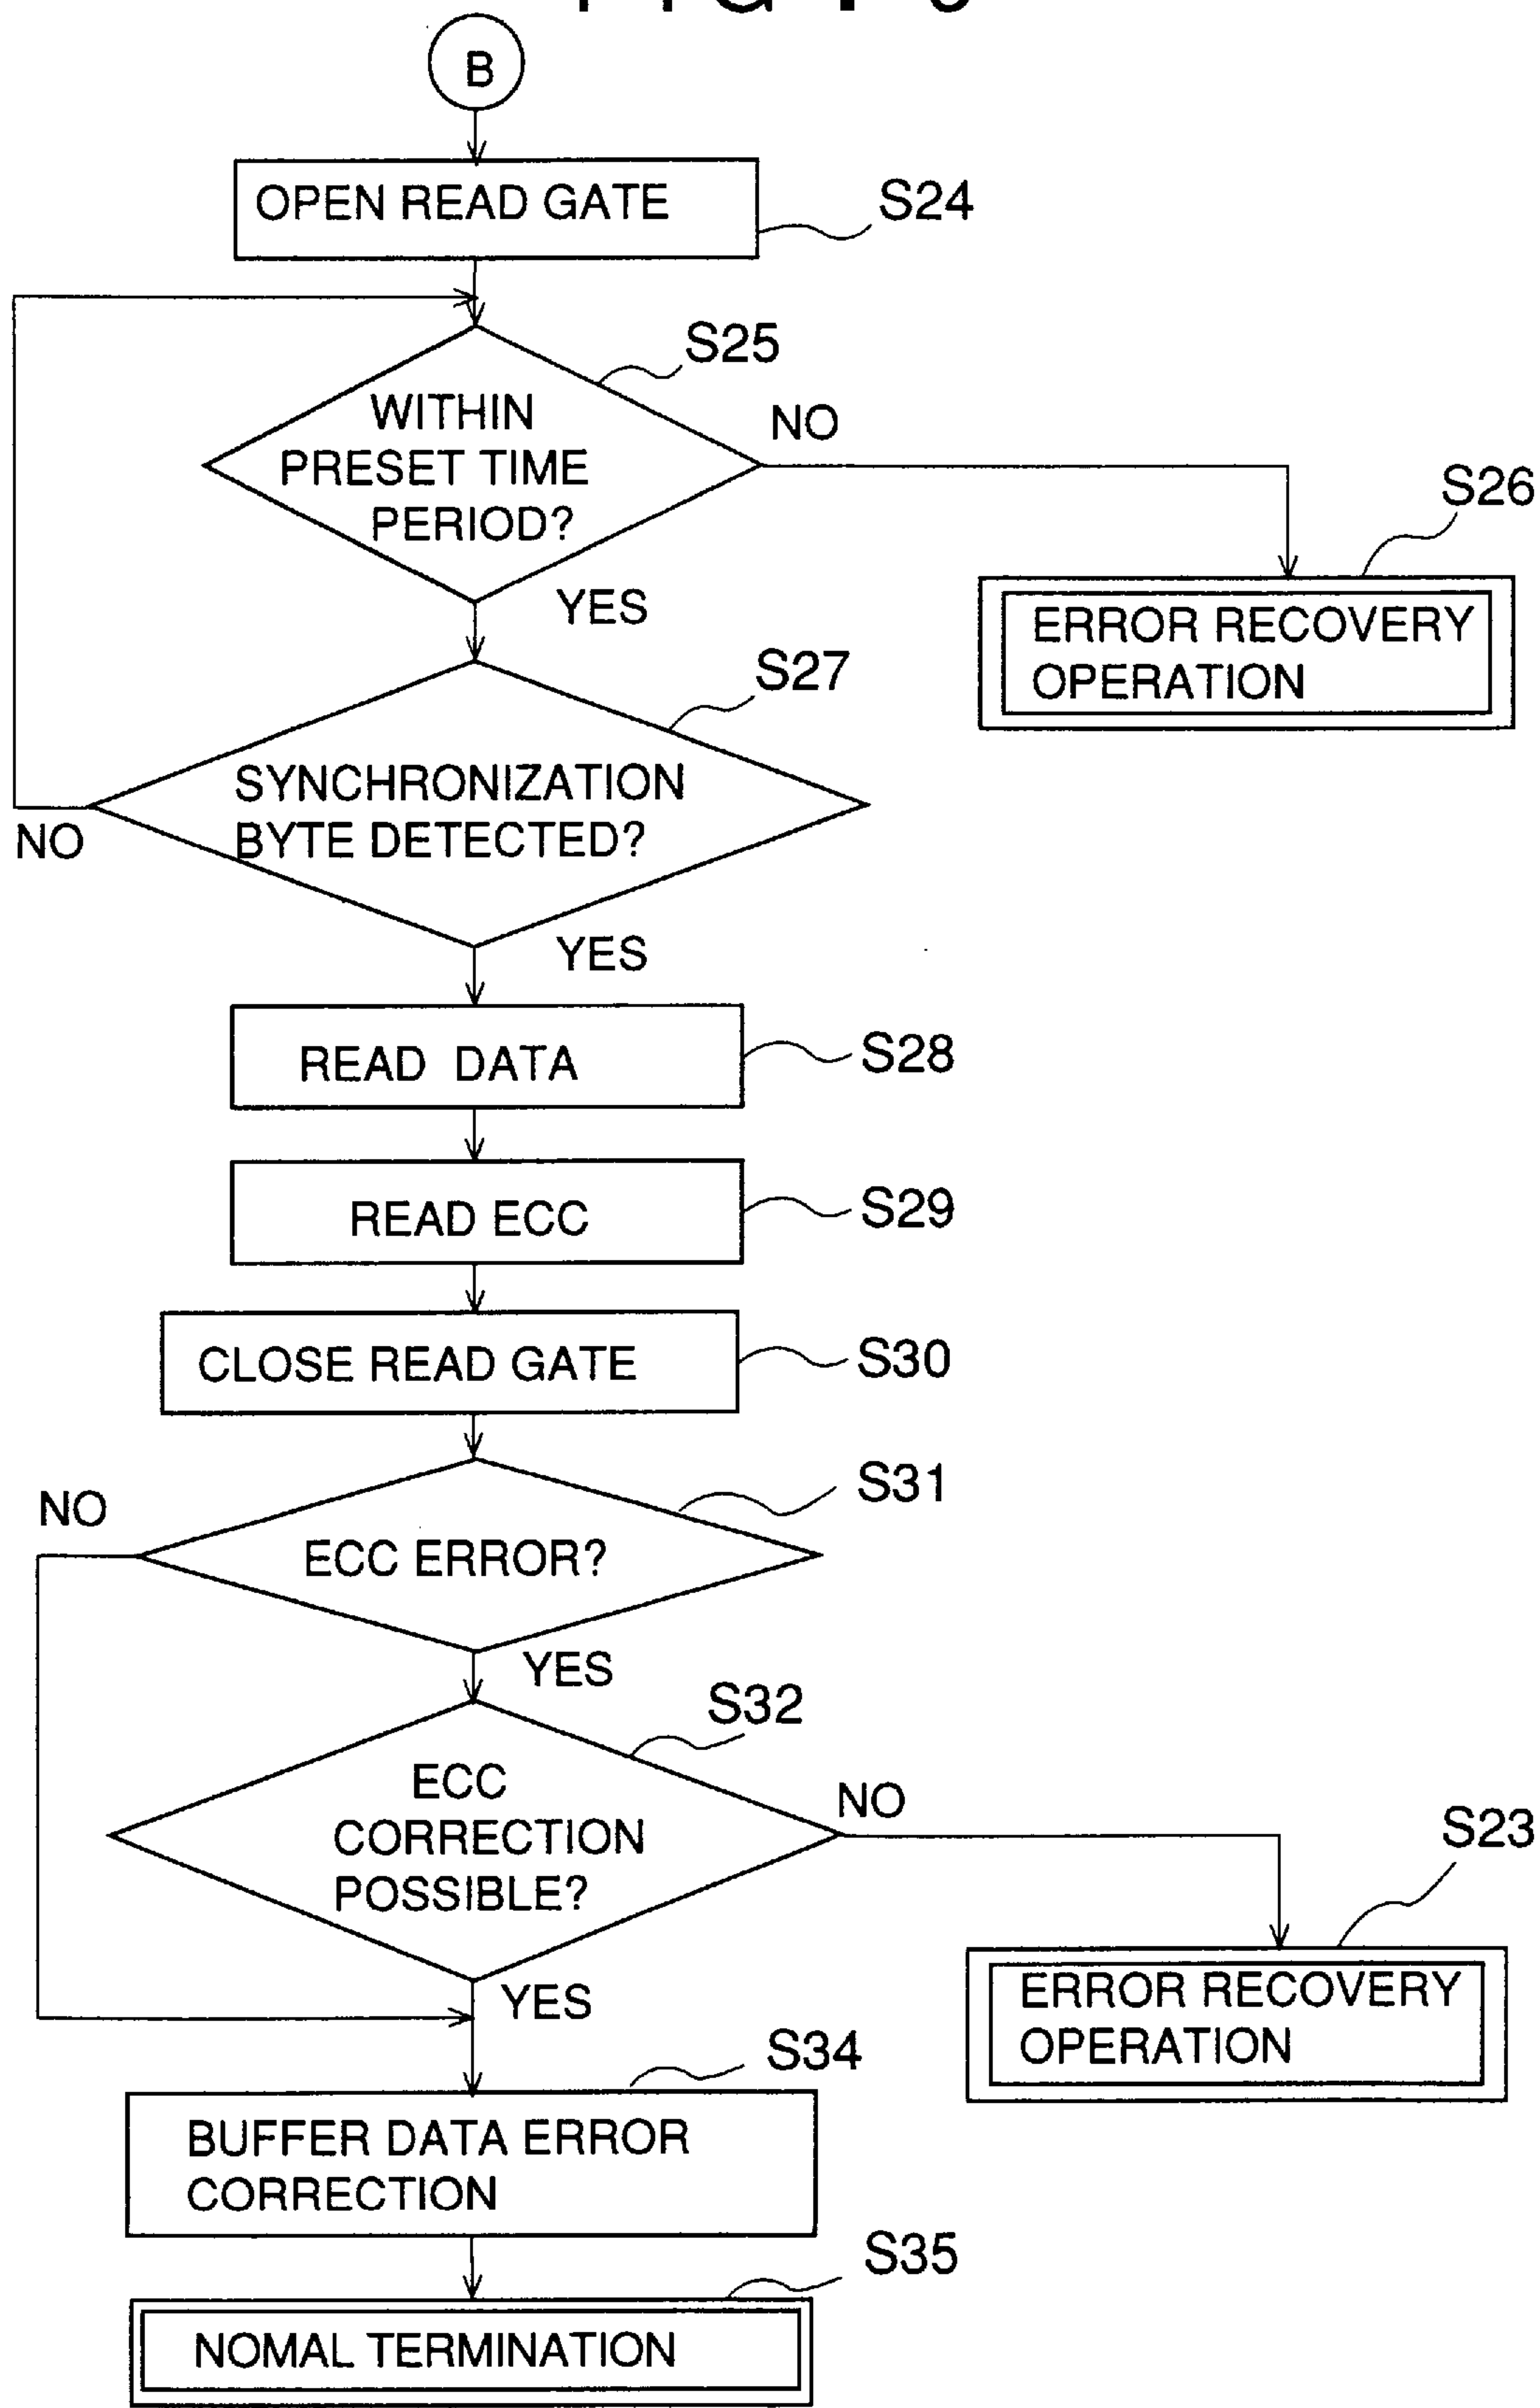 B
OPEN READ GATE
S24
S25
WITHIN
PRESET TIME
PERIOD?
NO
S26
ERROR RECOVERY
OPERATION
YES
S27
SYNCHRONIZATION
BYTE DETECTED?
NO
YES
READ DATA
S28
READ ECC
S29
CLOSE READ GATE
S30
S31
NO
ECC ERROR?
YES
S32
ECC
CORRECTION
POSSIBLE?
NO
S23
ERROR RECOVERY
OPERATION
YES
S34
BUFFER DATA ERROR
CORRECTION
S35
NOMAL TERMINATION